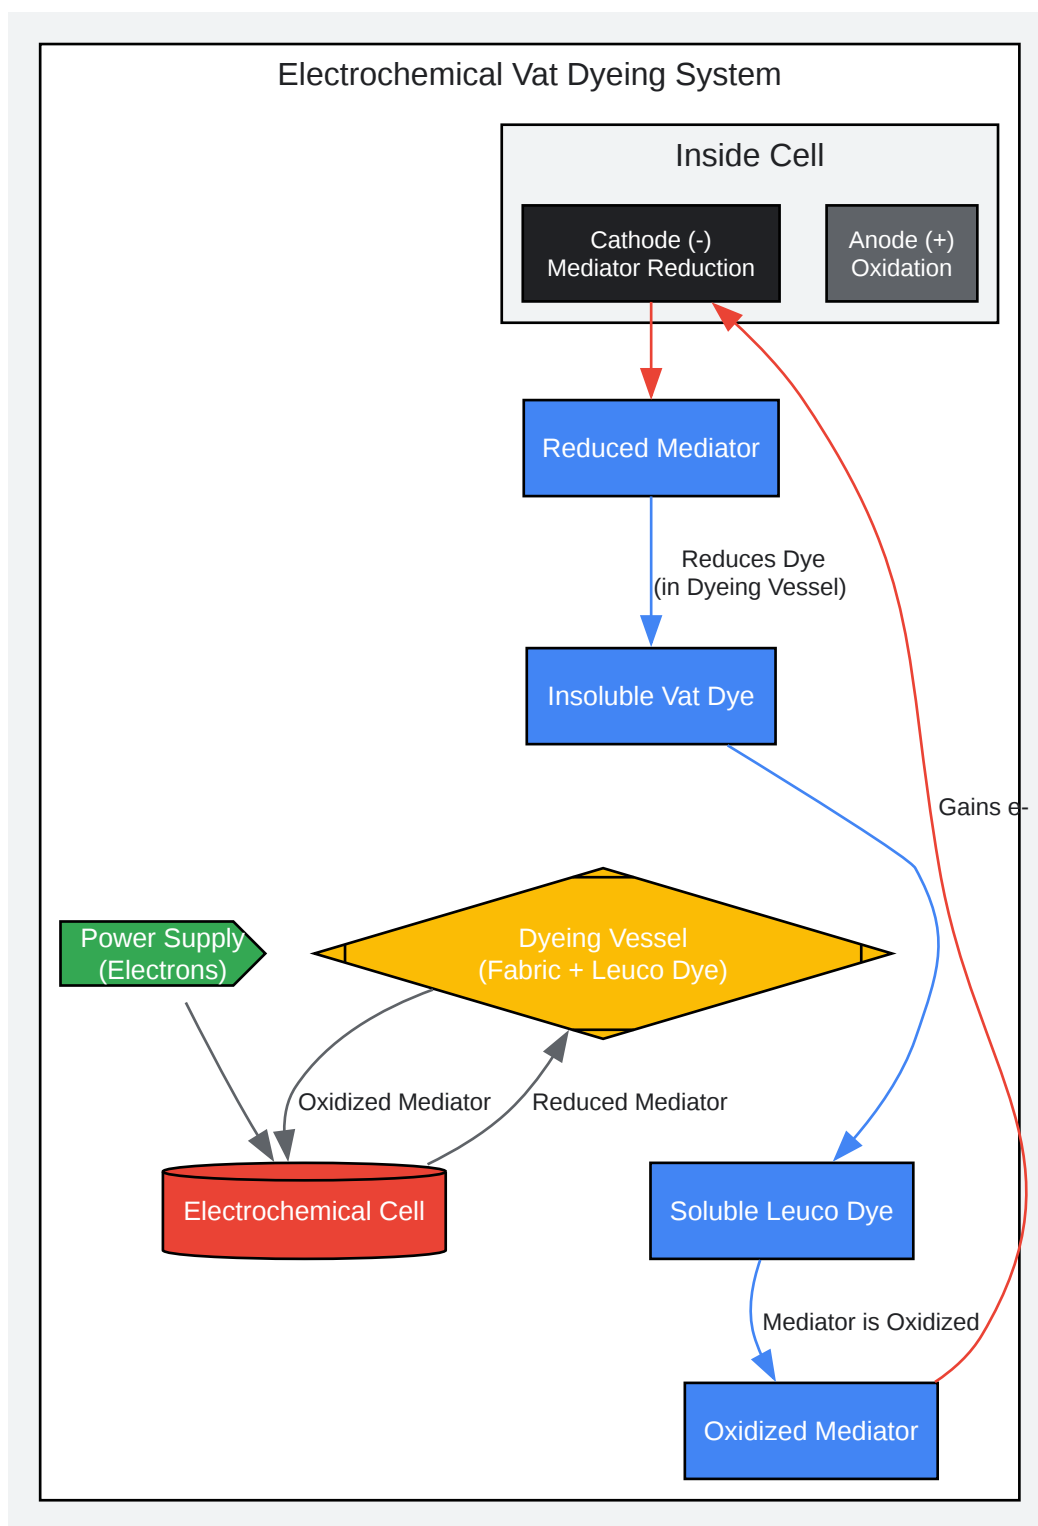 Electrochemical Vat Dyeing System
Inside Cell
Cathode (-)
Mediator Reduction
Anode (+)
Oxidation
Reduced Mediator
Reduces Dye
(in Dyeing Vessel)
Insoluble Vat Dye
Gains e-
Power Supply
(Electrons)
Dyeing Vessel
(Fabric + Leuco Dye)
Oxidized Mediator
Reduced Mediator
Electrochemical Cell
Soluble Leuco Dye
Mediator is Oxidized
Oxidized Mediator